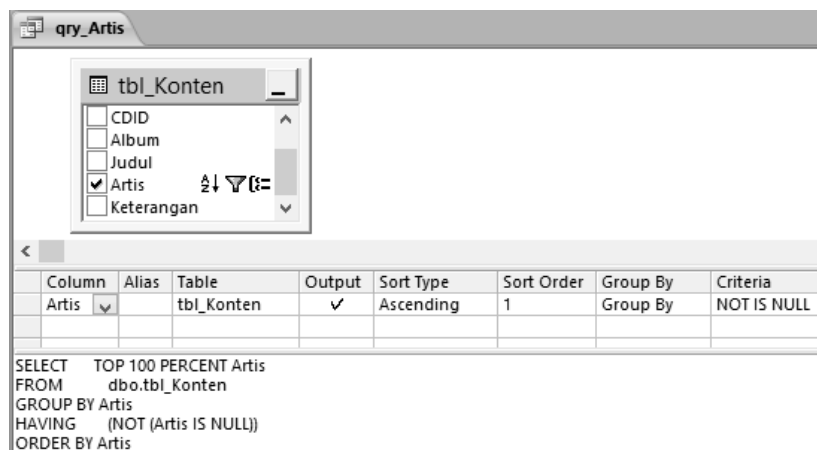 qry_Artis
tbl_Konten
CDID
Album
Judul
Artis
Keterangan
Column Alias Table Output Sort Type Sort Order Group By Criteria
Artis tbl_Konten Ascending 1 Group By NOT IS NULL
SELECT TOP 100 PERCENT Artis
FROM dbo.tbl_Konten
GROUP BY Artis
HAVING (NOT (Artis IS NULL))
ORDER BY Artis